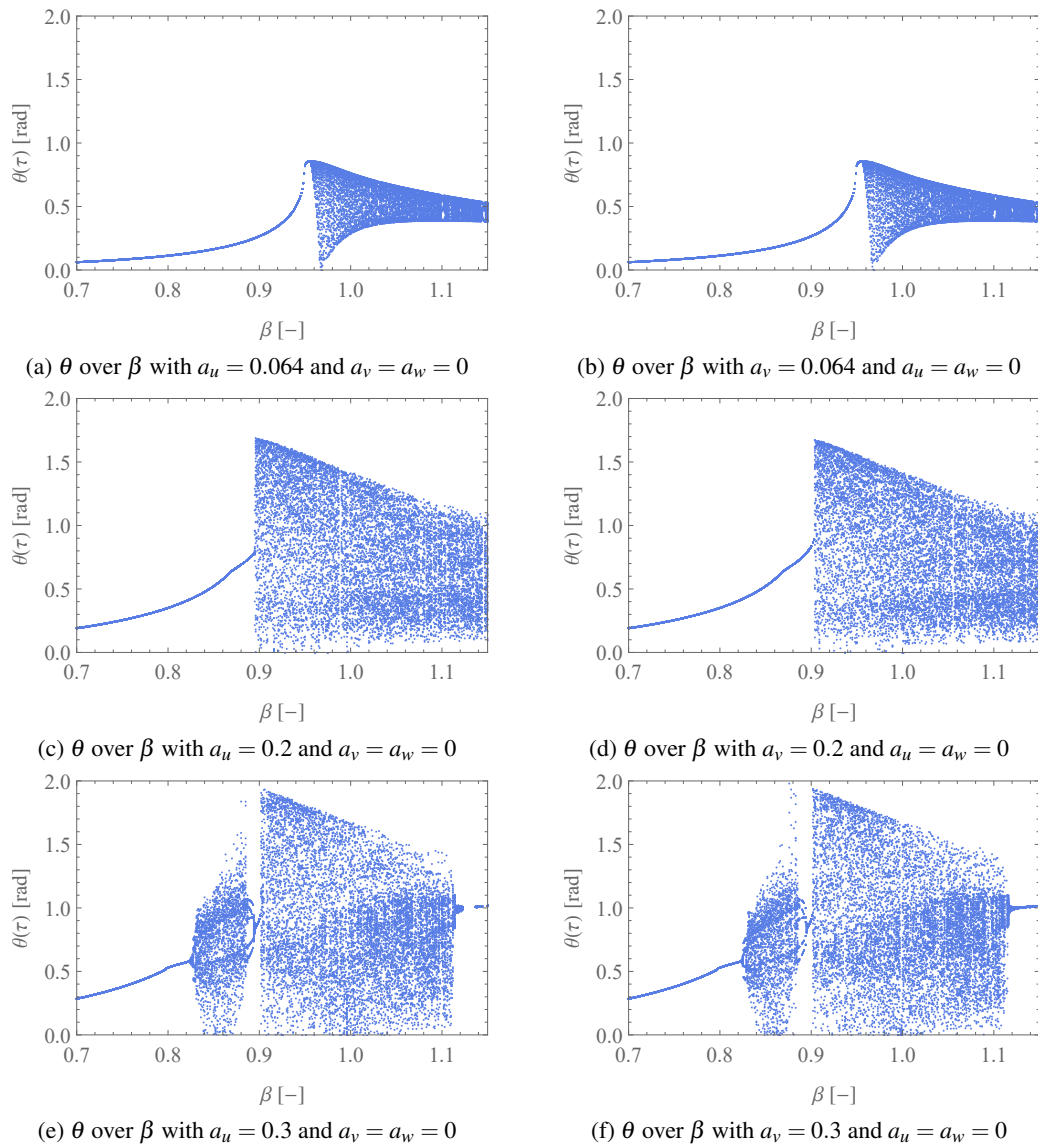 2.0 2.0
1.5 1.5
θ(τ) [rad] θ(τ) [rad]
1.0 1.0
0.5 0.5
0.0 0.0
0.7 0.8 0.9 1.0 1.1 0.7 0.8 0.9 1.0 1.1
β [−] β [−]
(a) θ over β with a_u = 0.064 and a_v = a_w = 0 (b) θ over β with a_v = 0.064 and a_u = a_w = 0
2.0 2.0
1.5 1.5
θ(τ) [rad] θ(τ) [rad]
1.0 1.0
0.5 0.5
0.0 0.0
0.7 0.8 0.9 1.0 1.1 0.7 0.8 0.9 1.0 1.1
β [−] β [−]
(c) θ over β with a_u = 0.2 and a_v = a_w = 0 (d) θ over β with a_v = 0.2 and a_u = a_w = 0
2.0 2.0
1.5 1.5
θ(τ) [rad] θ(τ) [rad]
1.0 1.0
0.5 0.5
0.0 0.0
0.7 0.8 0.9 1.0 1.1 0.7 0.8 0.9 1.0 1.1
β [−] β [−]
(e) θ over β with a_u = 0.3 and a_v = a_w = 0 (f) θ over β with a_v = 0.3 and a_u = a_w = 0